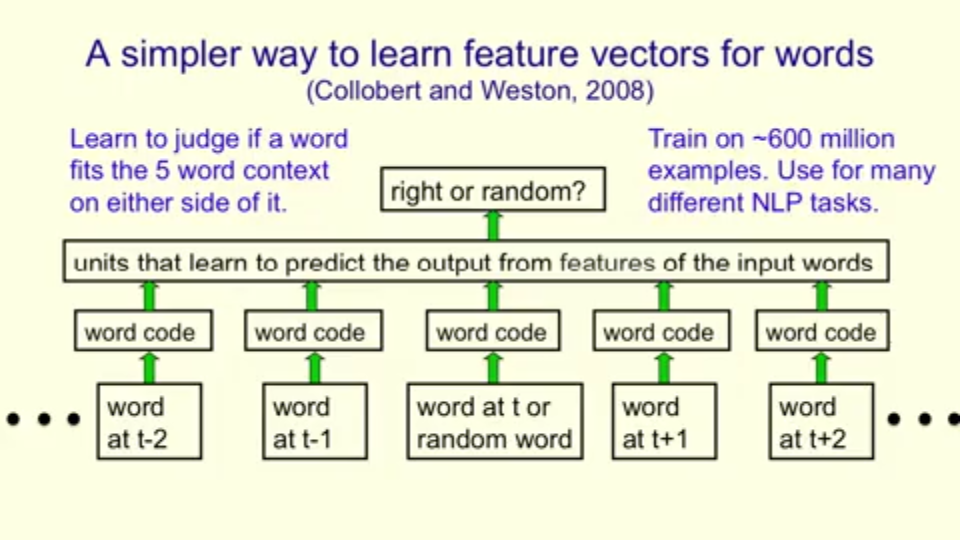 A simpler way to learn feature vectors for words
(Collobert and Weston, 2008)
Learn to judge if a word
fits the 5 word context
on either side of it.
Train on ~600 million
examples. Use for many
different NLP tasks.
right or random?
units that learn to predict the output from features of the input words
word code
word code
word code
word code
word code
word
at t-2
word
at t-1
word at t or
random word
word
at t+1
word
at t+2